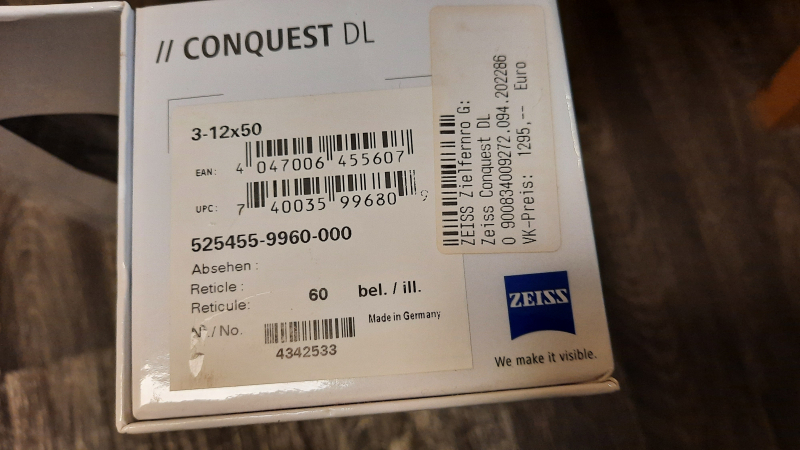 // CONQUEST DL
3-12x50
EAN: 4 047006 455607
UPC: 7 40035 99680 9
525455-9960-000
Absehen :
Reticle : 60 bel. / ill.
Reticule:
Nº. / No. Made in Germany
4342533
ZEISS Zielfernro G:
Zeiss Conquest DL
0 900834009272.094.202286
VK-Preis: 1295,-- Euro
ZEISS
We make it visible.